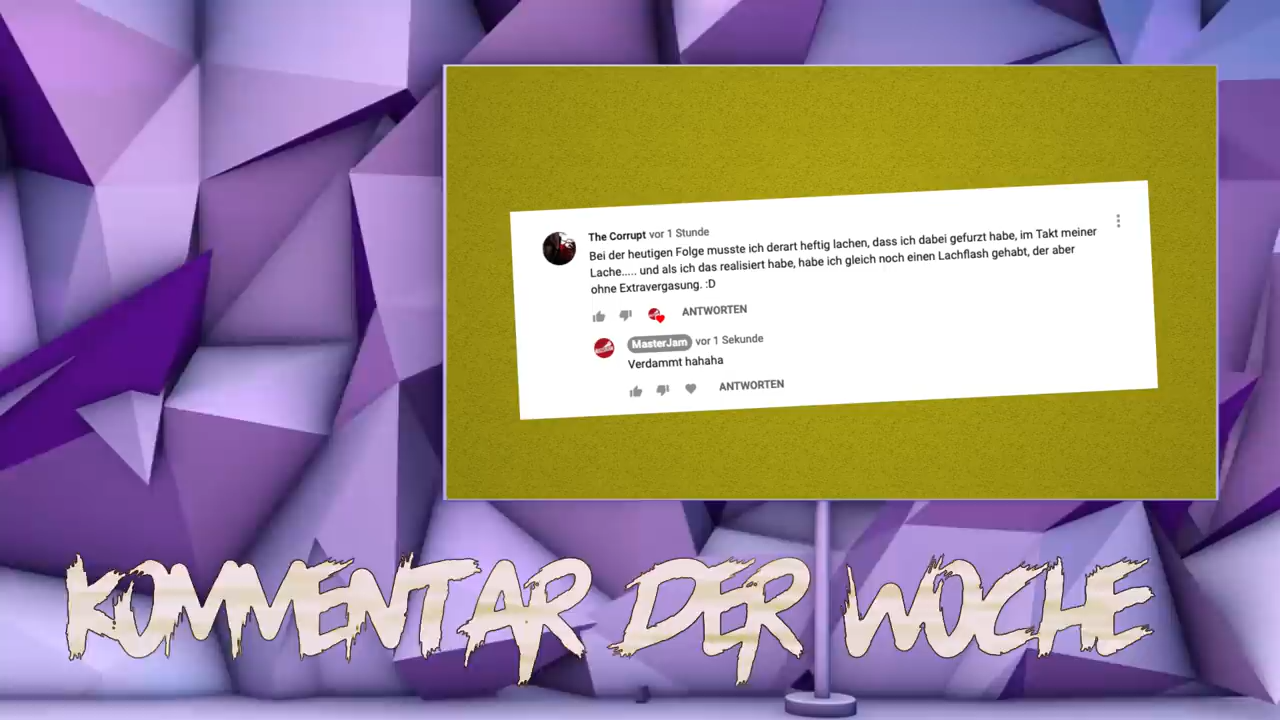 The Corrupt vor 1 Stunde
Bei der heutigen Folge musste ich derart heftig lachen, dass ich dabei gefurzt habe, im Takt meiner
Lache..... und als ich das realisiert habe, habe ich gleich noch einen Lachflash gehabt, der aber
ohne Extravergasung. :D
ANTWORTEN
MasterJam vor 1 Sekunde
Verdammt hahaha
ANTWORTEN
KOMMENTAR DER WOCHE